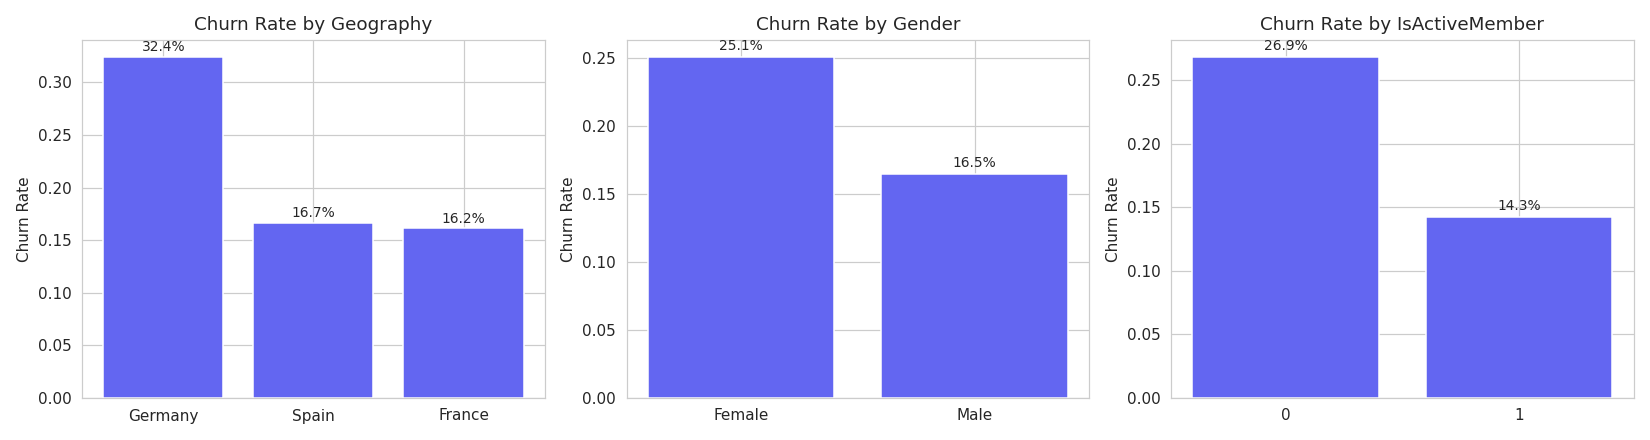 Churn Rate by Geography
32.4%
16.7%
16.2%
0.30
0.25
0.20
0.15
0.10
0.05
0.00
Churn Rate
Germany
Spain
France
Churn Rate by Gender
25.1%
16.5%
0.25
0.20
0.15
0.10
0.05
0.00
Churn Rate
Female
Male
Churn Rate by IsActiveMember
26.9%
14.3%
0.25
0.20
0.15
0.10
0.05
0.00
Churn Rate
0
1